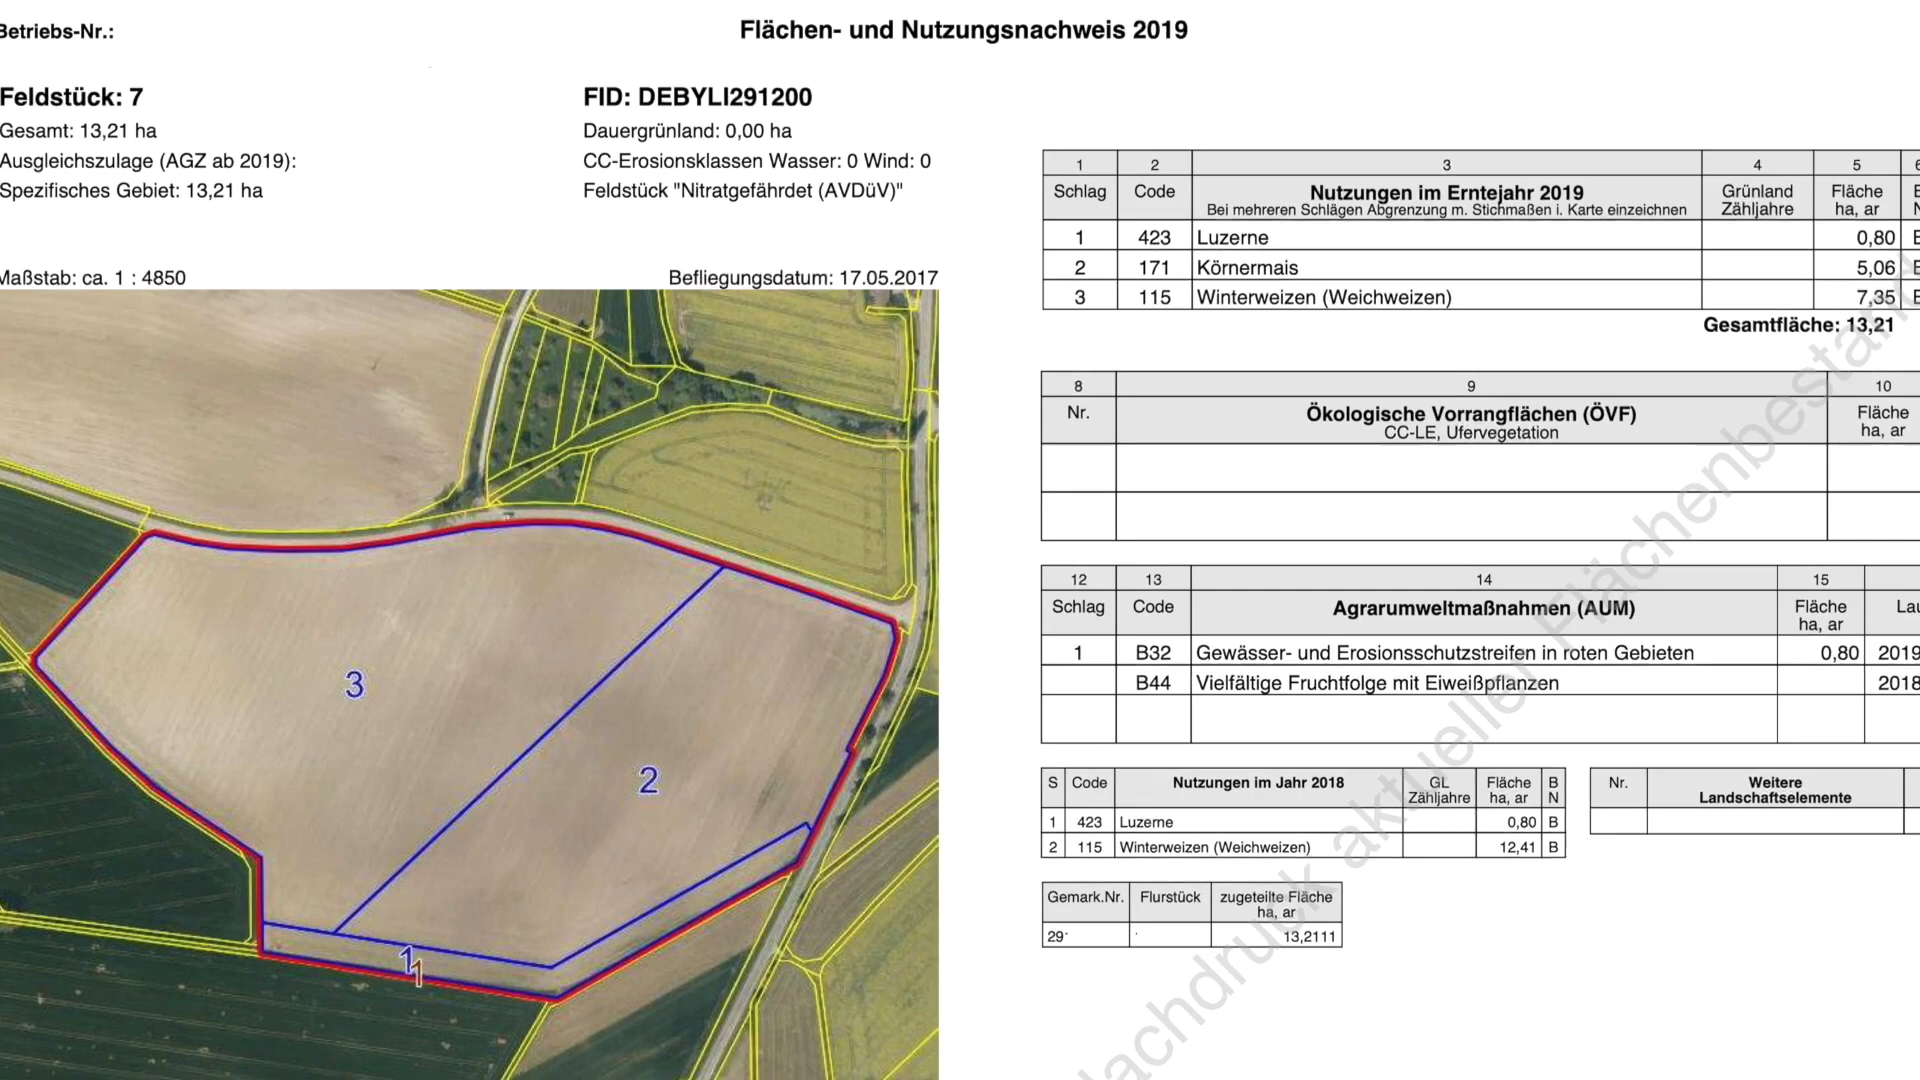 Betriebs-Nr.:
Flächen- und Nutzungsnachweis 2019
Feldstück: 7
FID: DEBYLI291200
Gesamt: 13,21 ha
Dauergrünland: 0,00 ha
Ausgleichszulage (AGZ ab 2019):
CC-Erosionsklassen Wasser: 0 Wind: 0
Spezifisches Gebiet: 13,21 ha
Feldstück "Nitratgefährdet (AVDüV)"
Maßstab: ca. 1 : 4850
Befliegungsdatum: 17.05.2017
3
2
1
1
1 2 3 4 5 6
Schlag Code Nutzungen im Erntejahr 2019 Grünland Fläche
Bei mehreren Schlägen Abgrenzung m. Stichmaßen i. Karte einzeichnen Zähljahre ha, ar
1 423 Luzerne 0,80
2 171 Körnermais 5,06
3 115 Winterweizen (Weichweizen) 7,35
Gesamtfläche: 13,21
8 9 10
Nr. Ökologische Vorrangflächen (ÖVF) Fläche
CC-LE, Ufervegetation ha, ar
12 13 14 15
Schlag Code Agrarumweltmaßnahmen (AUM) Fläche Lau
ha, ar
1 B32 Gewässer- und Erosionsschutzstreifen in roten Gebieten 0,80 2019
B44 Vielfältige Fruchtfolge mit Eiweißpflanzen 2018
S Code Nutzungen im Jahr 2018 GL Fläche B
Zähljahre ha, ar N
1 423 Luzerne 0,80 B
2 115 Winterweizen (Weichweizen) 12,41 B
Nr. Weitere
Landschaftselemente
Gemark.Nr. Flurstück zugeteilte Fläche
ha, ar
29 13,2111
Nachdruck aktueller Flächenbestand